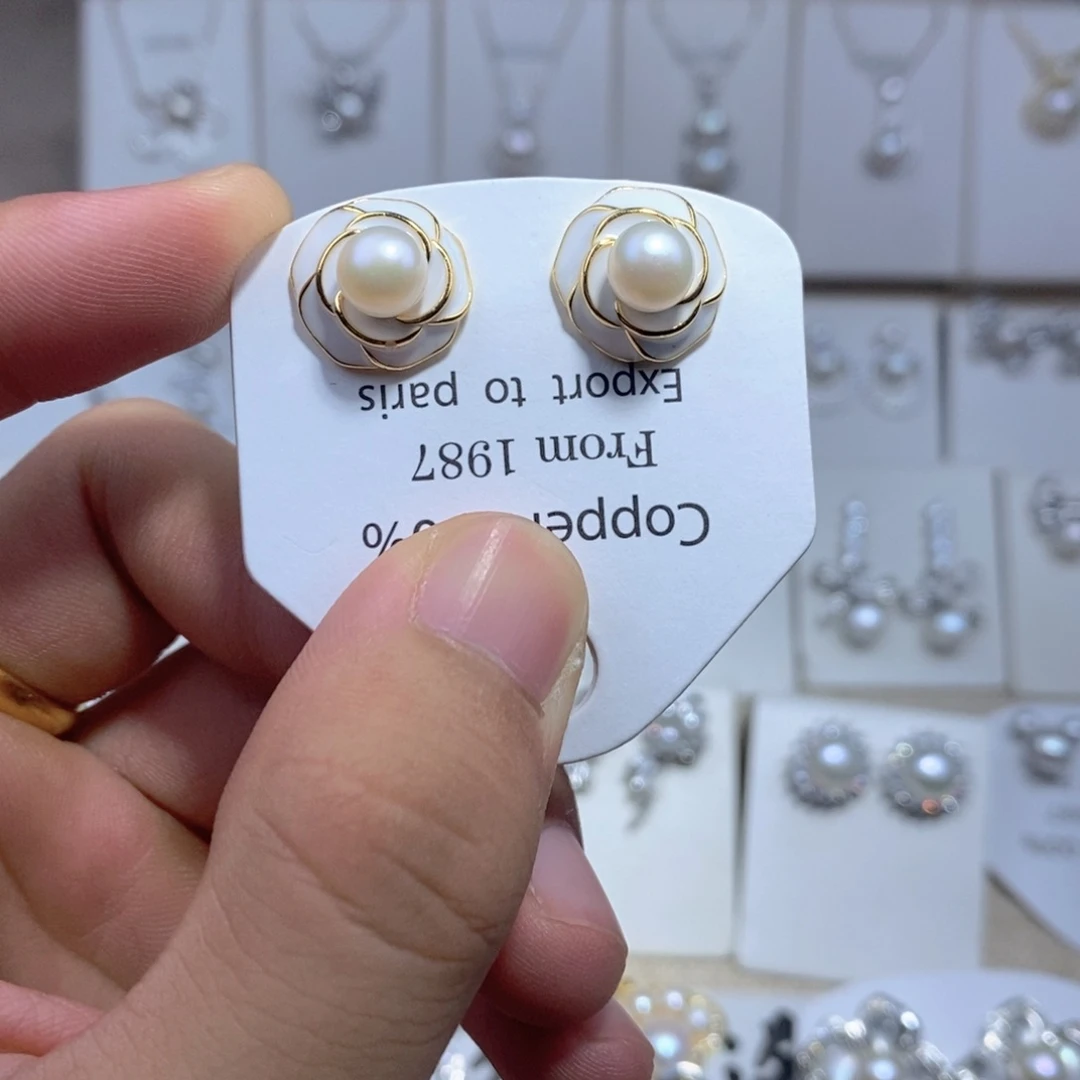 Copper %
From 1987
Export to paris